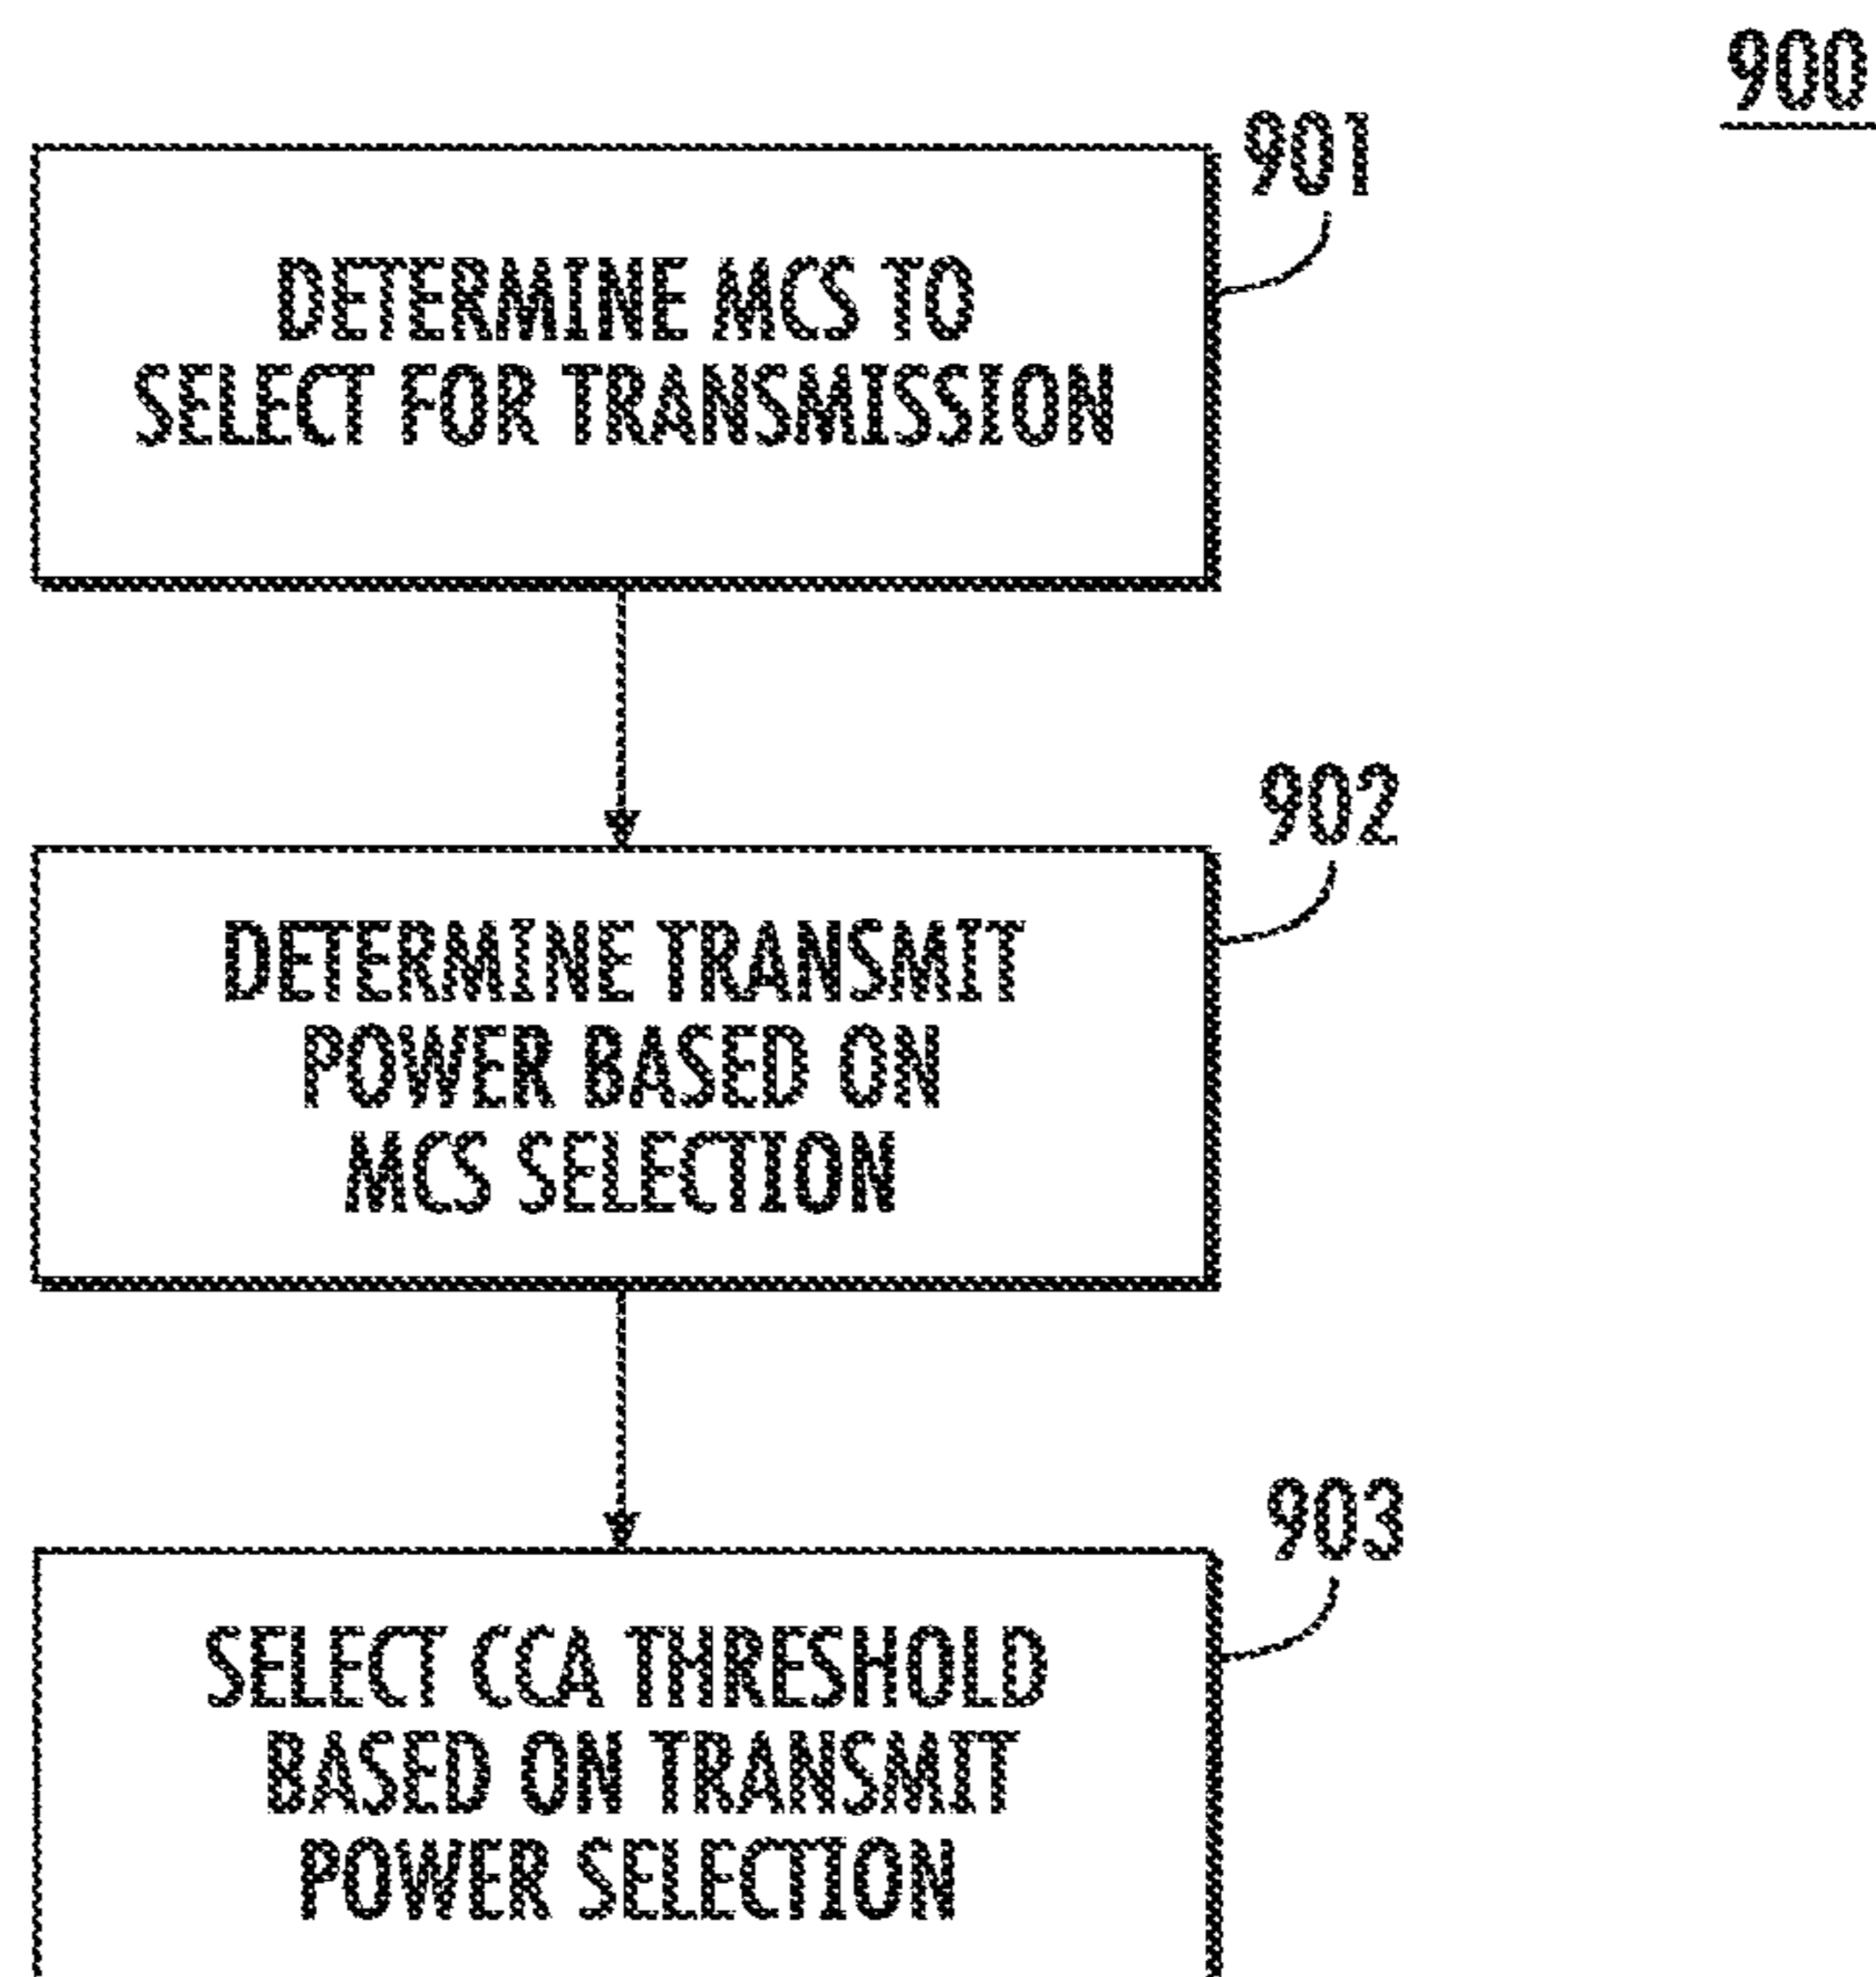 900
901
DETERMINE MCS TO
SELECT FOR TRANSMISSION
902
DETERMINE TRANSMIT
POWER BASED ON
MCS SELECTION
903
SELECT CCA THRESHOLD
BASED ON TRANSMIT
POWER SELECTION